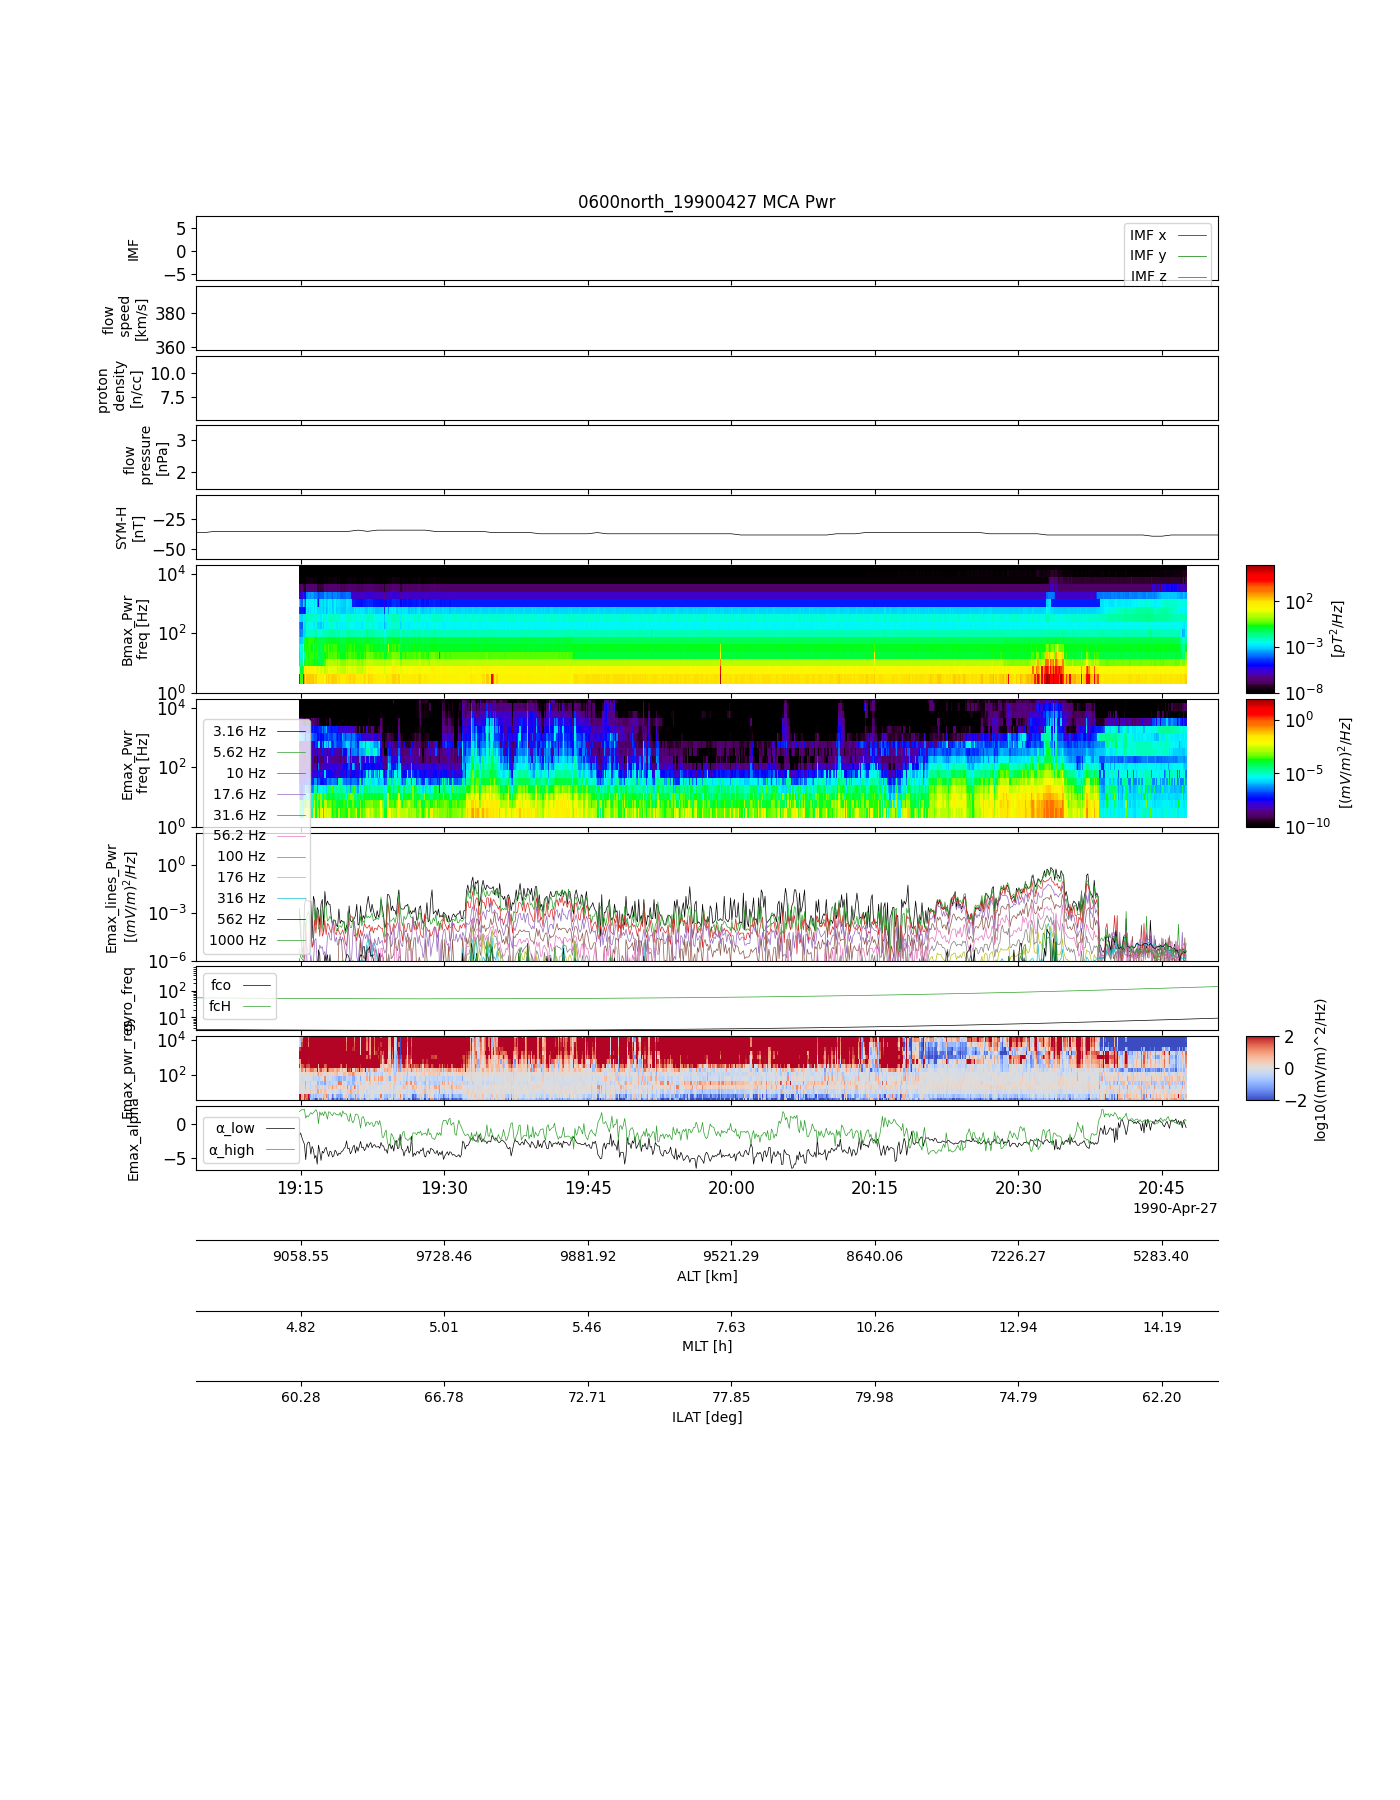 0600north_19900427 MCA Pwr
IMF
5
0
−5
IMF x
IMF y
IMF z
flow
speed
[km/s]
380
360
proton
density
[n/cc]
10.0
7.5
flow
pressure
[nPa]
3
2
SYM-H
[nT]
−25
−50
Bmax_Pwr
freq [Hz]
10^4
10^2
10^0
10^2
10^−3
10^−8
[pT^2/Hz]
Emax_Pwr
freq [Hz]
10^4
10^2
10^0
10^0
10^−5
10^−10
[(mV/m)^2/Hz]
3.16 Hz
5.62 Hz
10 Hz
17.6 Hz
31.6 Hz
56.2 Hz
100 Hz
176 Hz
316 Hz
562 Hz
1000 Hz
Emax_lines_Pwr
[(mV/m)^2/Hz]
10^0
10^−3
10^−6
gyro_freq
10^2
10^1
fco
fcH
Emax_pwr_reg
10^4
10^2
2
0
−2
log10((mV/m)^2/Hz)
Emax_alpha
0
−5
α_low
α_high
19:15 19:30 19:45 20:00 20:15 20:30 20:45
1990-Apr-27
9058.55 9728.46 9881.92 9521.29 8640.06 7226.27 5283.40
ALT [km]
4.82 5.01 5.46 7.63 10.26 12.94 14.19
MLT [h]
60.28 66.78 72.71 77.85 79.98 74.79 62.20
ILAT [deg]